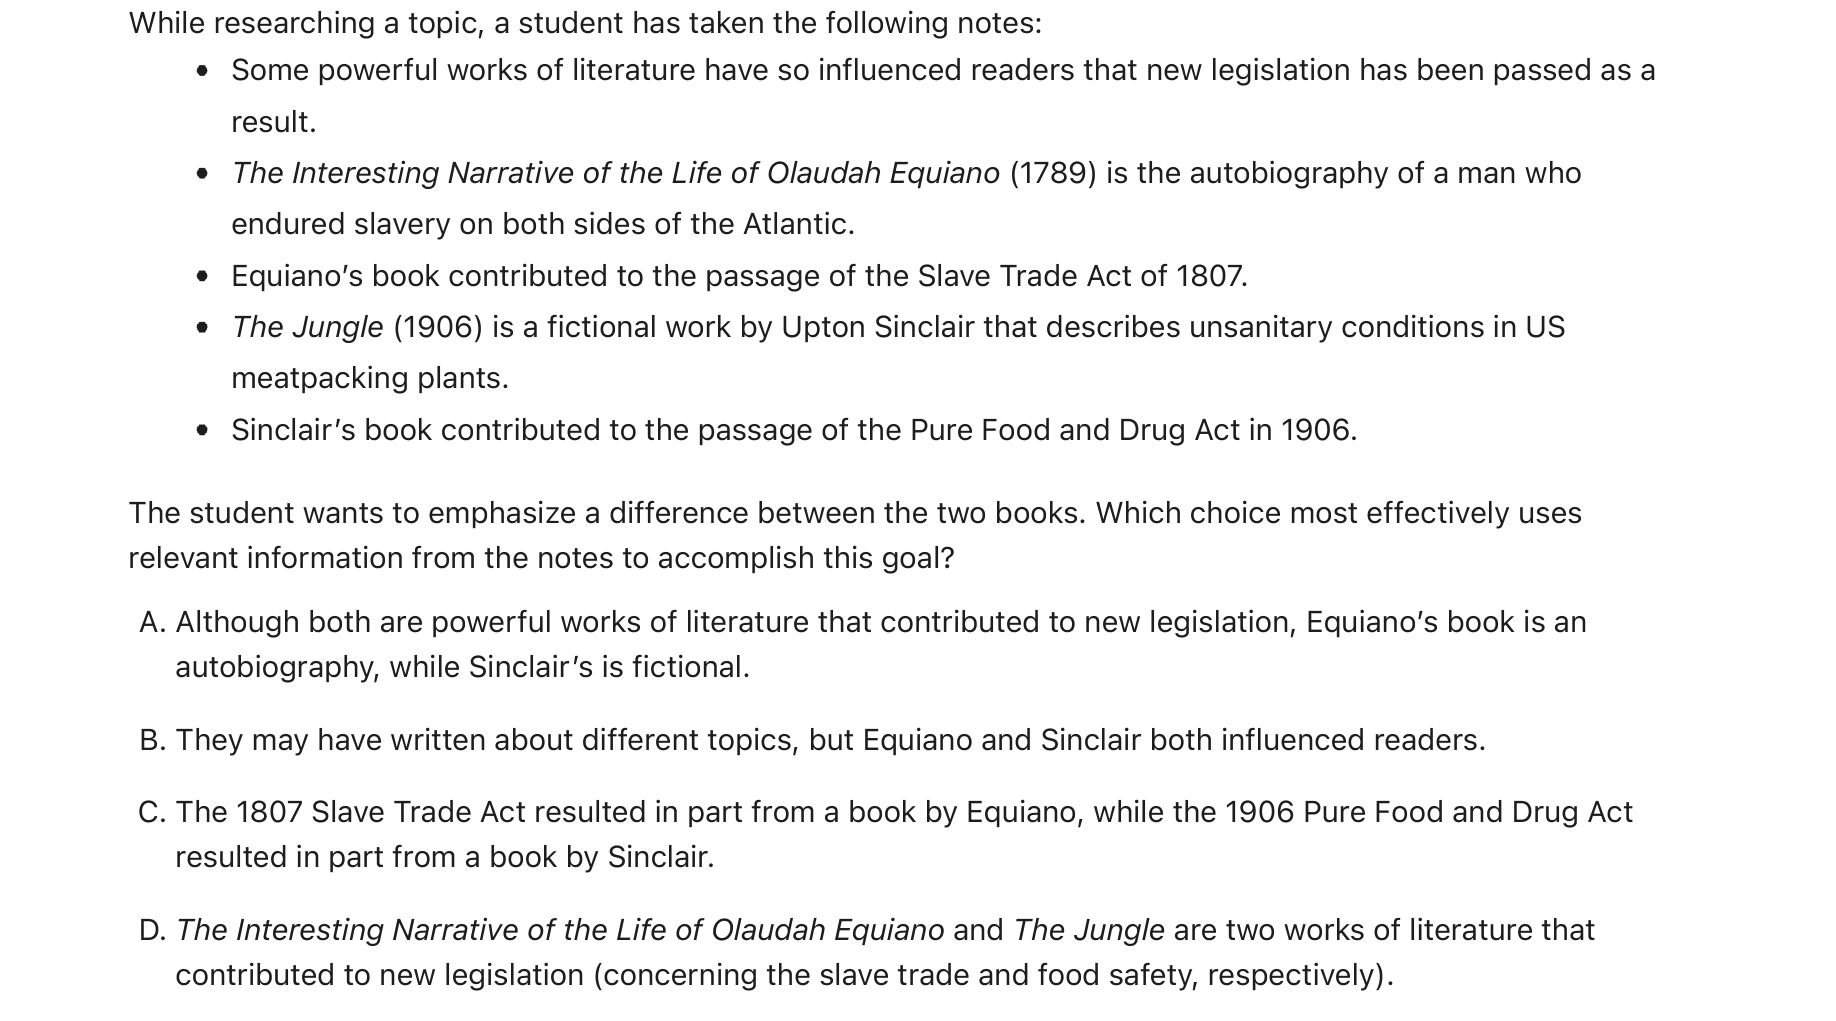 While researching a topic, a student has taken the following notes:
• Some powerful works of literature have so influenced readers that new legislation has been passed as a
result.
• The Interesting Narrative of the Life of Olaudah Equiano (1789) is the autobiography of a man who
endured slavery on both sides of the Atlantic.
• Equiano’s book contributed to the passage of the Slave Trade Act of 1807.
• The Jungle (1906) is a fictional work by Upton Sinclair that describes unsanitary conditions in US
meatpacking plants.
• Sinclair’s book contributed to the passage of the Pure Food and Drug Act in 1906.
The student wants to emphasize a difference between the two books. Which choice most effectively uses
relevant information from the notes to accomplish this goal?
A. Although both are powerful works of literature that contributed to new legislation, Equiano’s book is an
autobiography, while Sinclair’s is fictional.
B. They may have written about different topics, but Equiano and Sinclair both influenced readers.
C. The 1807 Slave Trade Act resulted in part from a book by Equiano, while the 1906 Pure Food and Drug Act
resulted in part from a book by Sinclair.
D. The Interesting Narrative of the Life of Olaudah Equiano and The Jungle are two works of literature that
contributed to new legislation (concerning the slave trade and food safety, respectively).